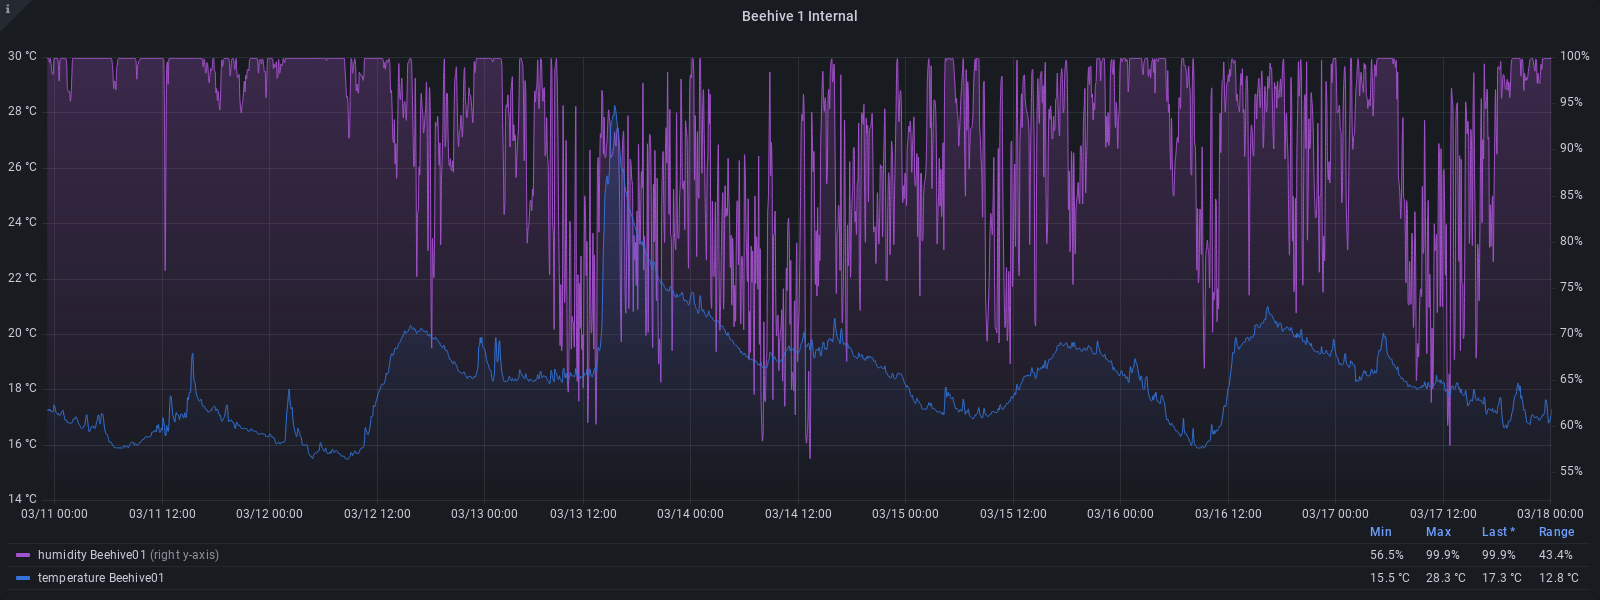 i
Beehive 1 Internal
30 °C 100%
28 °C 95%
26 °C 90%
24 °C 85%
22 °C 80%
20 °C 75%
18 °C 70%
16 °C 65%
14 °C 60%
55%
03/11 00:00 03/11 12:00 03/12 00:00 03/12 12:00 03/13 00:00 03/13 12:00 03/14 00:00 03/14 12:00 03/15 00:00 03/15 12:00 03/16 00:00 03/16 12:00 03/17 00:00 03/17 12:00 03/18 00:00
Min Max Last * Range
humidity Beehive01 (right y-axis) 56.5% 99.9% 99.9% 43.4%
temperature Beehive01 15.5 °C 28.3 °C 17.3 °C 12.8 °C